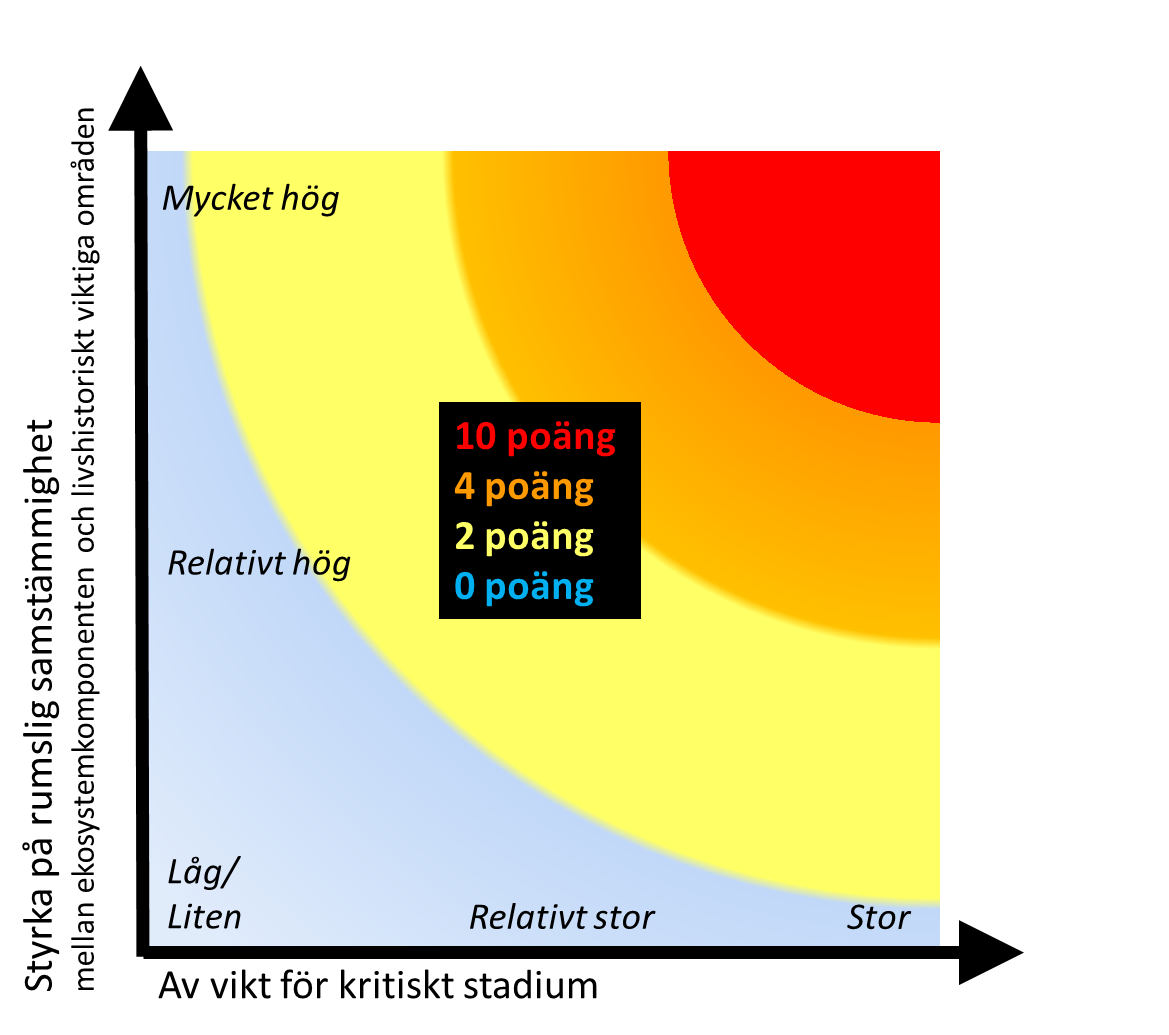 Styrka på rumslig samstämmighet
mellan ekosystemkomponenten och livshistoriskt viktiga områden
Mycket hög
10 poäng
4 poäng
2 poäng
0 poäng
Relativt hög
Låg/
Liten
Relativt stor
Stor
Av vikt för kritiskt stadium